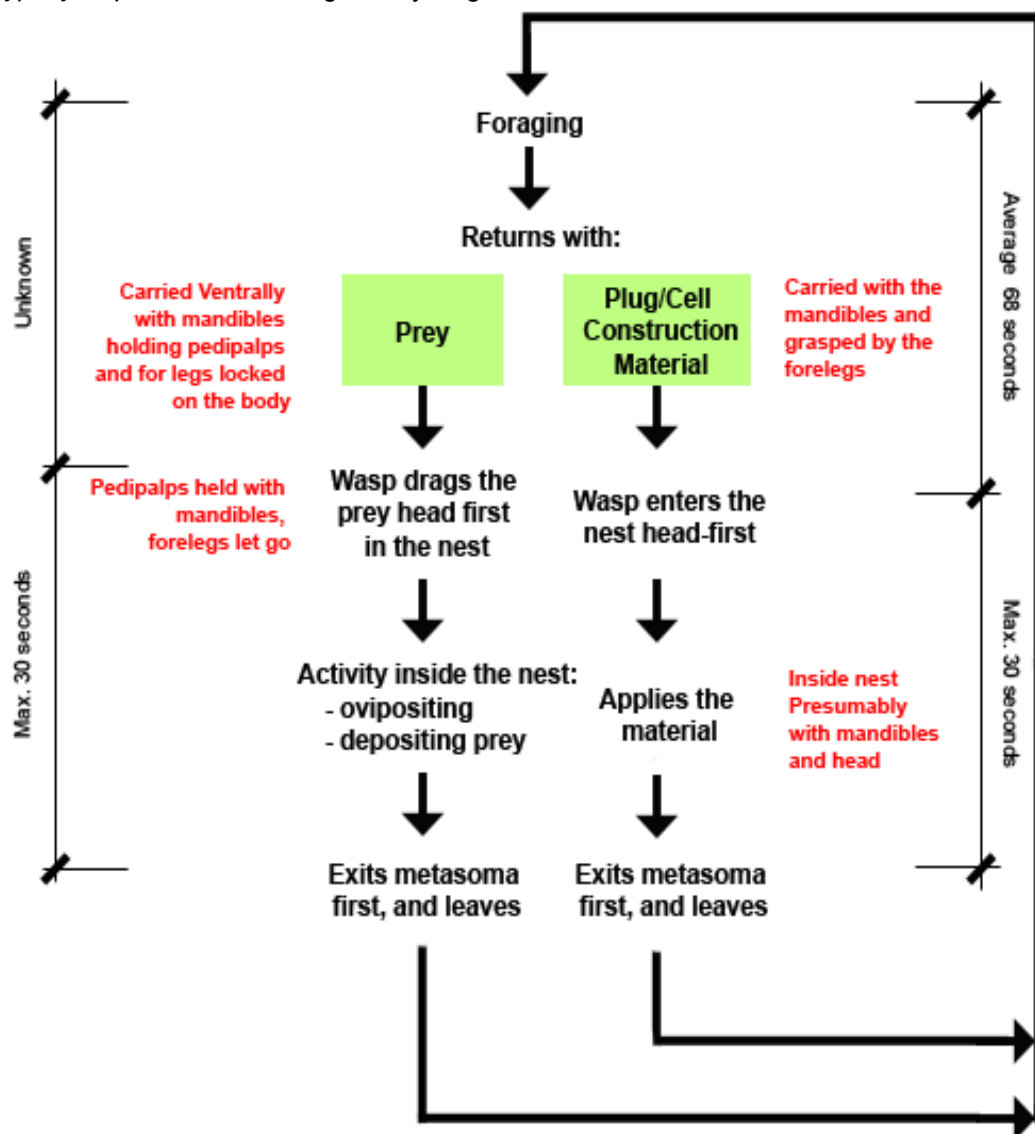 Foraging
Returns with:
Unknown
Average 68 seconds
Carried Ventrally
with mandibles
holding pedipalps
and for legs locked
on the body
Prey
Plug/Cell
Construction
Material
Carried with the
mandibles and
grasped by the
forelegs
Pedipalps held with
mandibles,
forelegs let go
Wasp drags the
prey head first
in the nest
Wasp enters the
nest head-first
Max. 30 seconds
Max. 30 seconds
Activity inside the nest:
- ovipositing
- depositing prey
Applies the
material
Inside nest
Presumably
with mandibles
and head
Exits metasoma
first, and leaves
Exits metasoma
first, and leaves